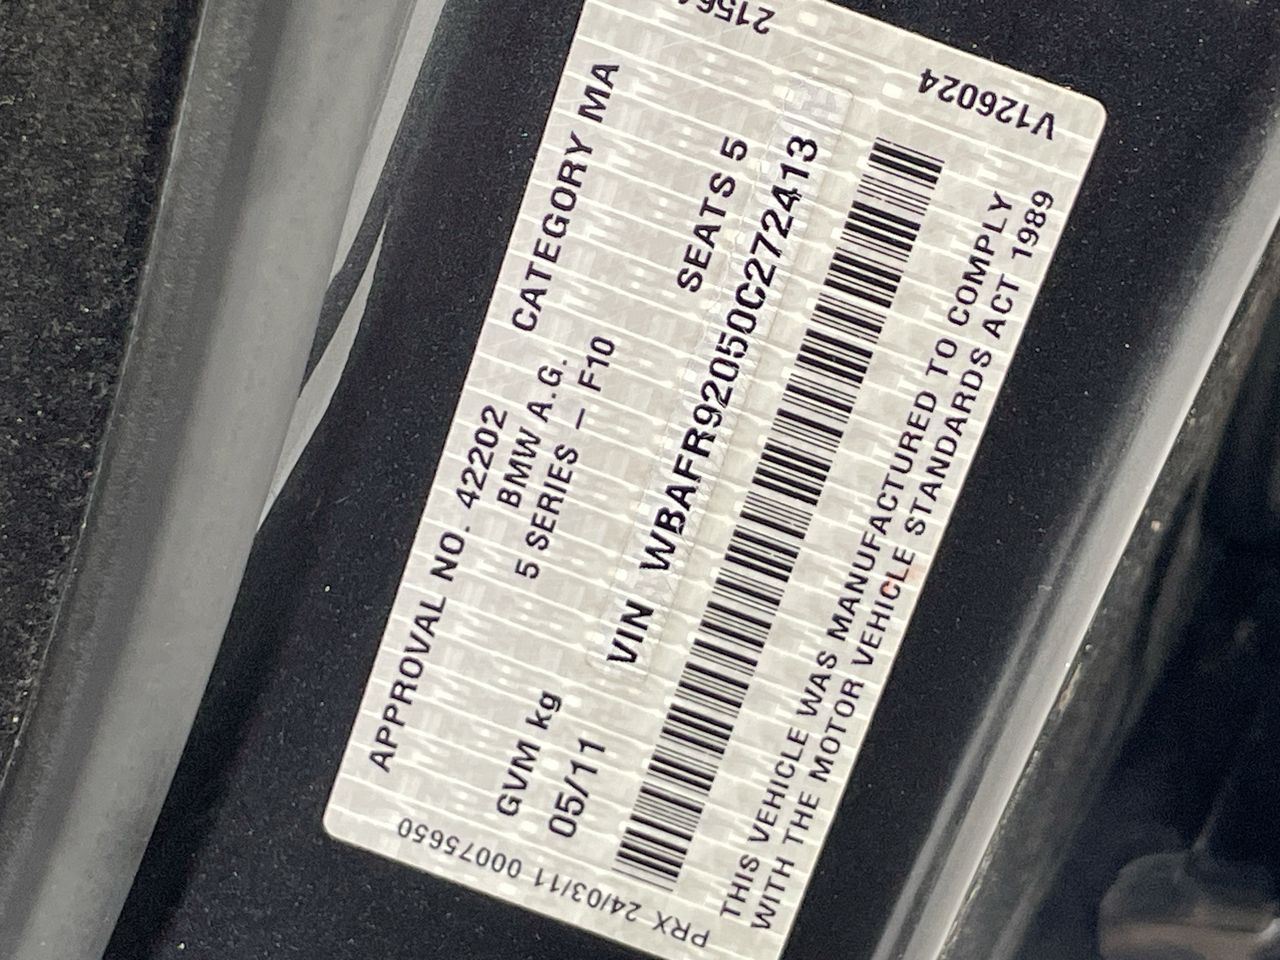 APPROVAL NO. 42202 CATEGORY MA
BMW A.G.
5 SERIES – F10
GVM kg SEATS 5
05/11
VIN WBAFR92050C272413
THIS VEHICLE WAS MANUFACTURED TO COMPLY
WITH THE MOTOR VEHICLE STANDARDS ACT 1989
PRX 24/03/11 00075650
V1126024